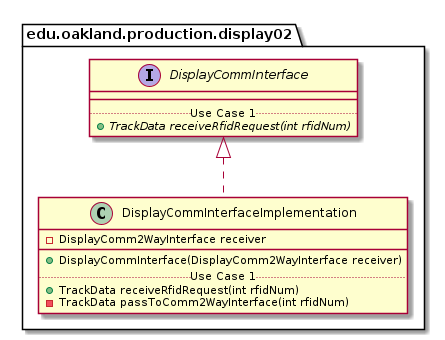 edu.oakland.production.display02
I DisplayCommInterface
Use Case 1
TrackData receiveRfidRequest(int rfidNum)
C DisplayCommInterfaceImplementation
DisplayComm2WayInterface receiver
DisplayCommInterface(DisplayComm2WayInterface receiver)
Use Case 1
TrackData receiveRfidRequest(int rfidNum)
TrackData passToComm2WayInterface(int rfidNum)